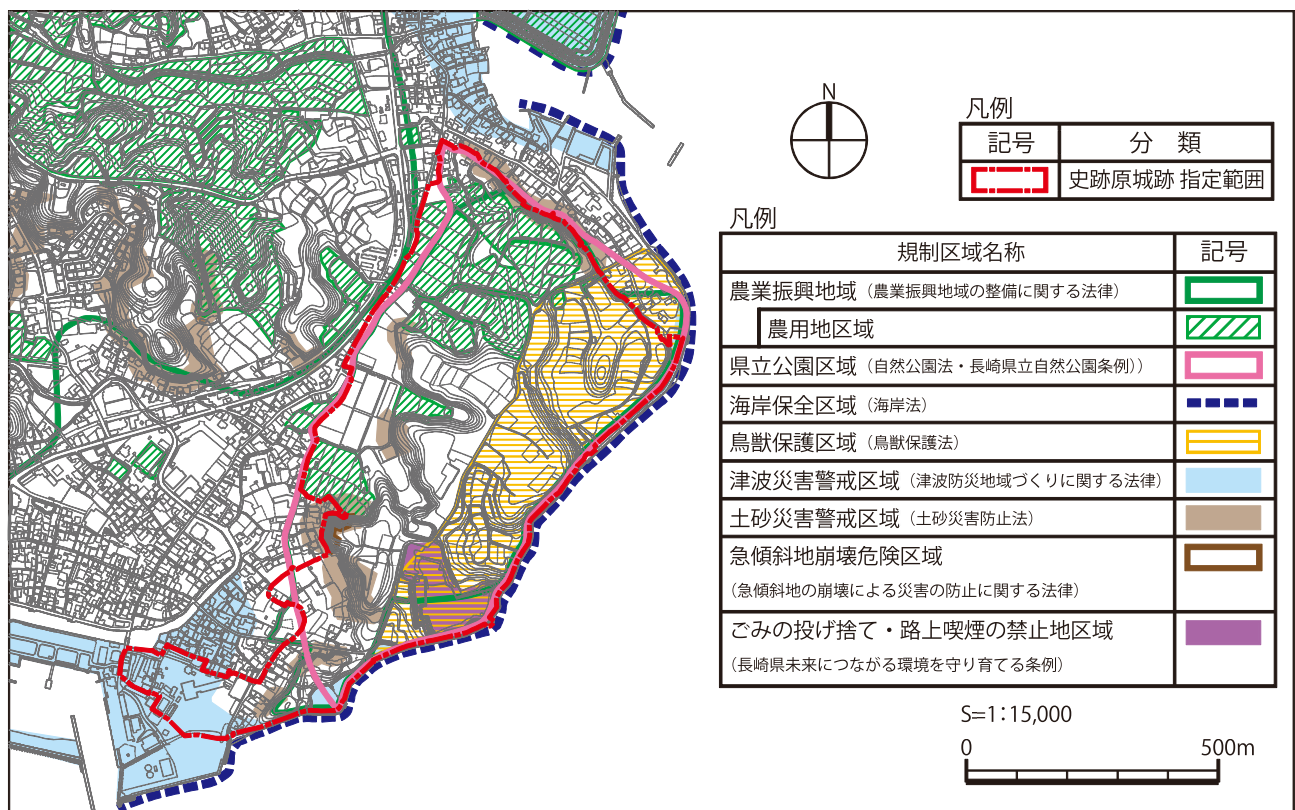 N
凡例
記号 分 類
史跡原城跡 指定範囲
凡例
規制区域名称 記号
農業振興地域 (農業振興地域の整備に関する法律)
農用地区域
県立公園区域 (自然公園法・長崎県立自然公園条例))
海岸保全区域 (海岸法)
鳥獣保護区域 (鳥獣保護法)
津波災害警戒区域 (津波防災地域づくりに関する法律)
土砂災害警戒区域 (土砂災害防止法)
急傾斜地崩壊危険区域
(急傾斜地の崩壊による災害の防止に関する法律)
ごみの投げ捨て・路上喫煙の禁止地区域
(長崎県未来につながる環境を守り育てる条例)
S=1:15,000
0 500m